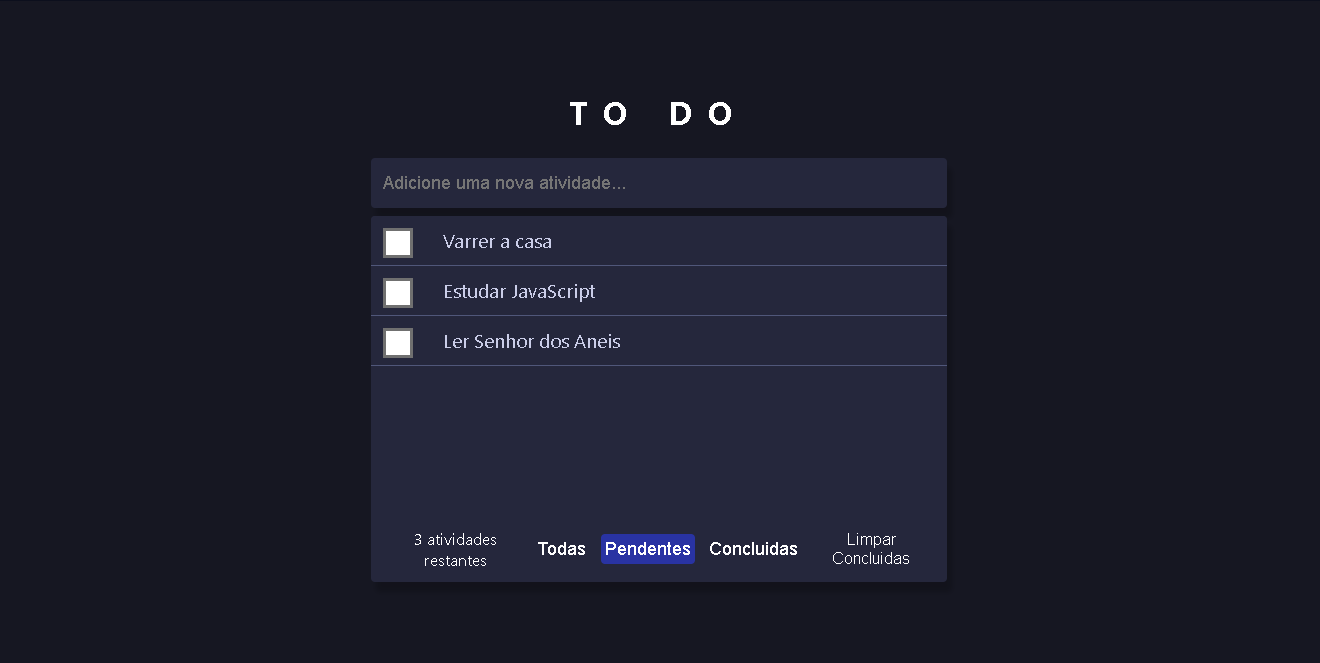 TO DO
Adicione uma nova atividade...
Varrer a casa
Estudar JavaScript
Ler Senhor dos Aneis
3 atividades
restantes
Todas
Pendentes
Concluidas
Limpar
Concluidas